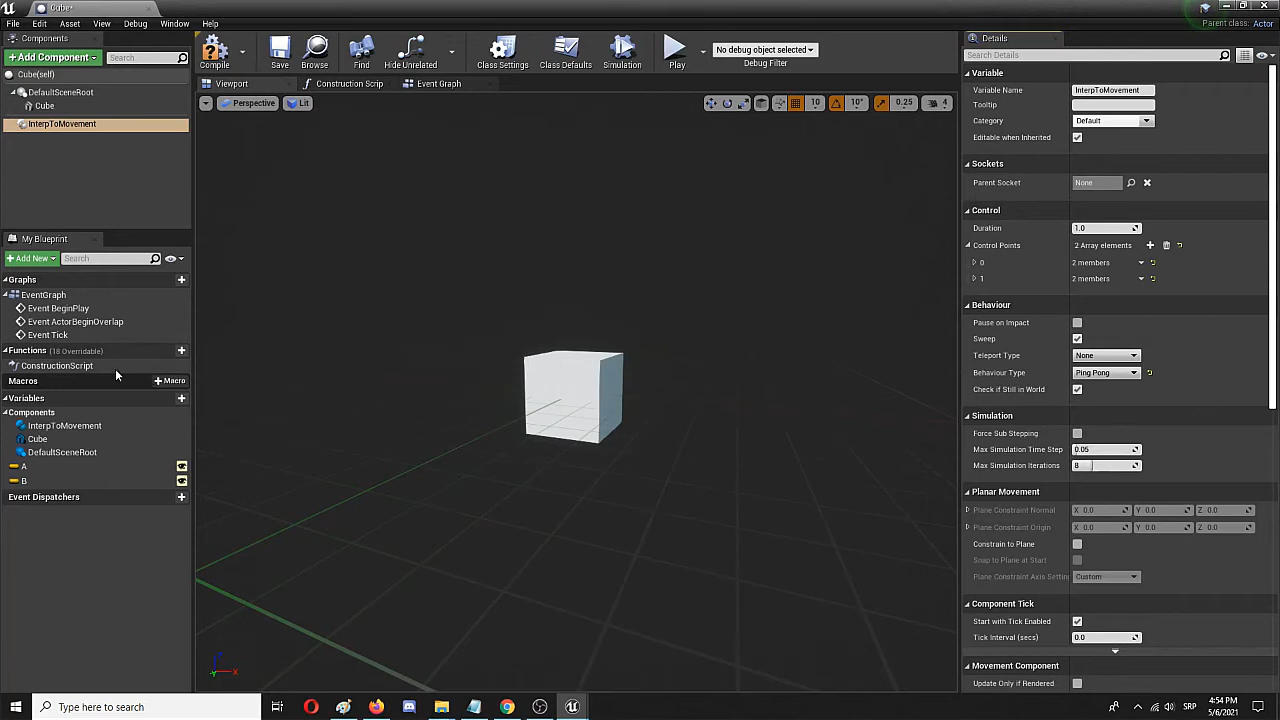 Cube*
Parent class: Actor
File Edit Asset View Debug Window Help
Components
Add Component Search
Cube(self)
DefaultSceneRoot
Cube
InterpToMovement
Compile Save Browse Find Hide Unrelated Class Settings Class Defaults Simulation Play No debug object selected
Debug Filter
Viewport Construction Scrip Event Graph
Perspective Lit
10 10° 0.25 4
My Blueprint
Add New Search
Graphs
EventGraph
Event BeginPlay
Event ActorBeginOverlap
Event Tick
Functions (18 Overridable)
ConstructionScript
Macros Macro
Variables
Components
InterpToMovement
Cube
DefaultSceneRoot
A
B
Event Dispatchers
Details
Search Details
Variable
Variable Name InterpToMovement
Tooltip
Category Default
Editable when Inherited
Sockets
Parent Socket None
Control
Duration 1.0
Control Points 2 Array elements
0 2 members
1 2 members
Behaviour
Pause on Impact
Sweep
Teleport Type None
Behaviour Type Ping Pong
Check if Still in World
Simulation
Force Sub Stepping
Max Simulation Time Step 0.05
Max Simulation Iterations 8
Planar Movement
Plane Constraint Normal X 0.0 Y 0.0 Z 0.0
Plane Constraint Origin X 0.0 Y 0.0 Z 0.0
Constrain to Plane
Snap to Plane at Start
Plane Constraint Axis Setting Custom
Component Tick
Start with Tick Enabled
Tick Interval (secs) 0.0
Movement Component
Update Only if Rendered
Z
X
Y
Type here to search
SRP
4:54 PM
5/6/2021